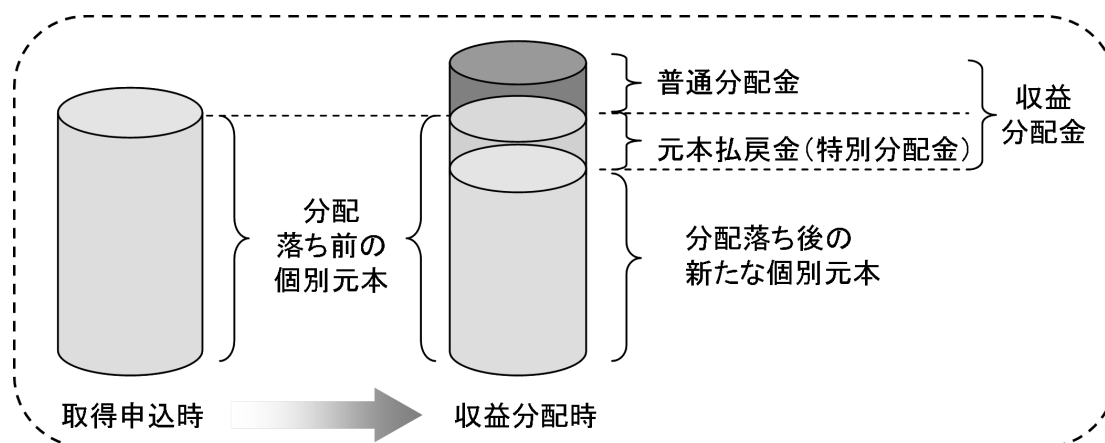 普通分配金
収益
分配金
元本払戻金（特別分配金）
分配
落ち前の
個別元本
分配落ち後の
新たな個別元本
取得申込時
収益分配時